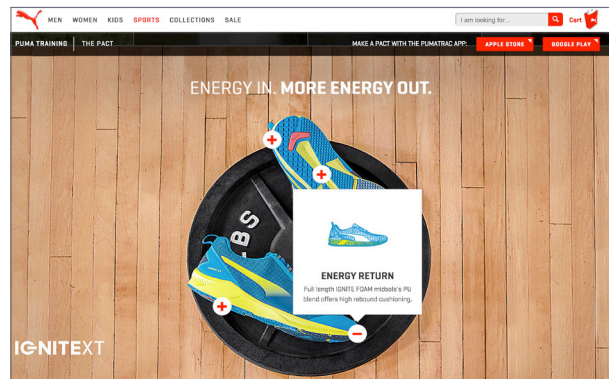 MEN WOMEN KIDS SPORTS COLLECTIONS SALE
I am looking for...
Cart
PUMA TRAINING THE PACT
MAKE A PACT WITH THE PUMATRAC APP:
APPLE STORE
GOOGLE PLAY
ENERGY IN. MORE ENERGY OUT.
LBS
ENERGY RETURN
Full length IGNITE FOAM midsole's PU
blend offers high rebound cushioning.
IGNITEXT